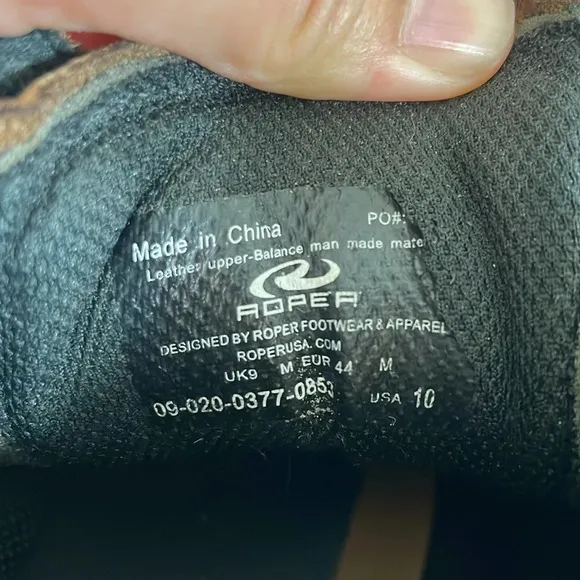 Made in China PO#:
Leather upper-Balance man made mate
ROPER
DESIGNED BY ROPER FOOTWEAR & APPAREL
ROPERUSA.COM
UK9 M EUR 44 M
09-020-0377-0853 USA 10